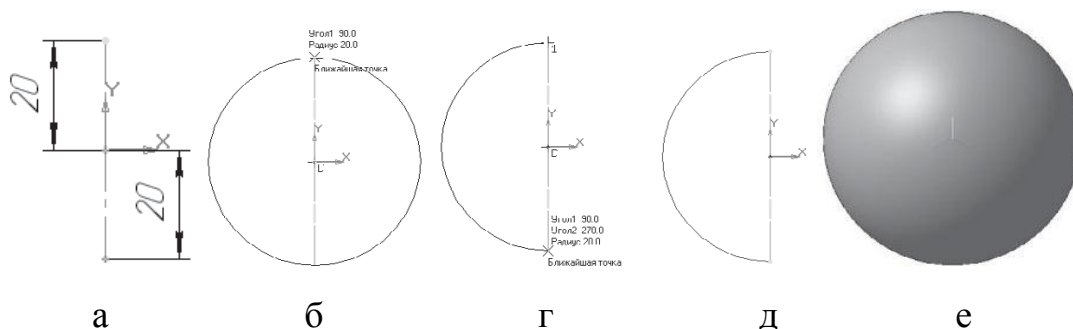 20
Y
X
20
Угол1 90.0
Радиус 20.0
Ближайшая точка
Y
X
1
Y
X
Угол1 90.0
Угол2 270.0
Радиус 20.0
Ближайшая точка
Y
X
а б г д е